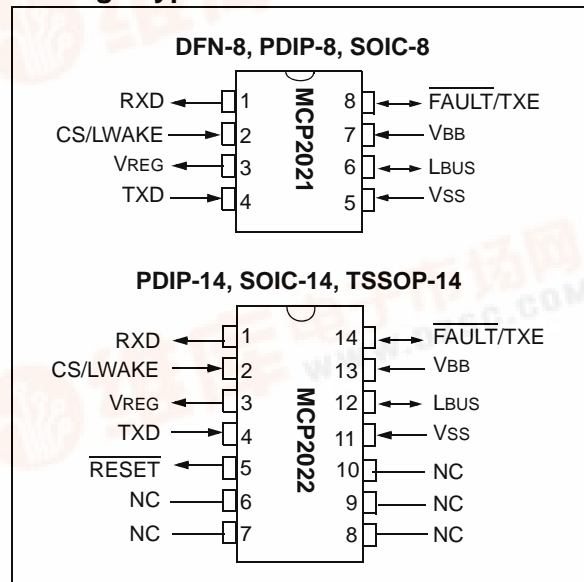 DFN-8, PDIP-8, SOIC-8
RXD 1 8 FAULT/TXE
CS/LWAKE 2 7 VBB
VREG 3 6 LBUS
TXD 4 5 VSS
MCP2021
PDIP-14, SOIC-14, TSSOP-14
RXD 1 14 FAULT/TXE
CS/LWAKE 2 13 VBB
VREG 3 12 LBUS
TXD 4 11 VSS
RESET 5 10 NC
NC 6 9 NC
NC 7 8 NC
MCP2022